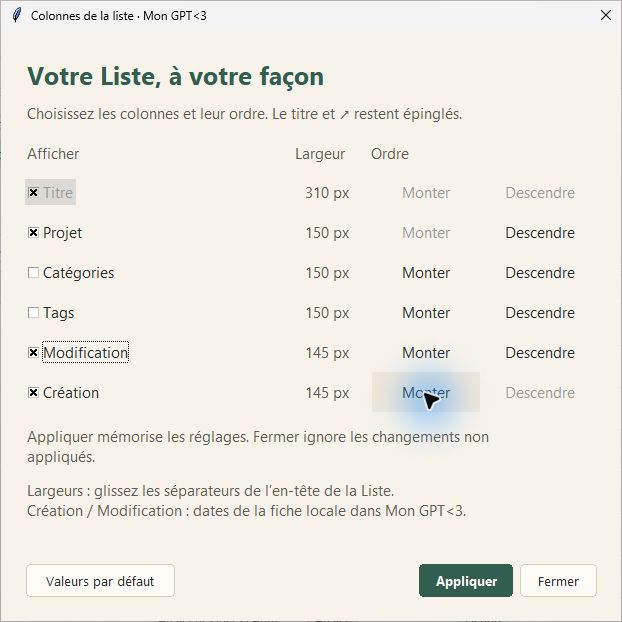 Colonnes de la liste · Mon GPT<3
Votre Liste, à votre façon
Choisissez les colonnes et leur ordre. Le titre et ↗ restent épinglés.
Afficher Largeur Ordre
Titre 310 px Monter Descendre
Projet 150 px Monter Descendre
Catégories 150 px Monter Descendre
Tags 150 px Monter Descendre
Modification 145 px Monter Descendre
Création 145 px Monter Descendre
Appliquer mémorise les réglages. Fermer ignore les changements non
appliqués.
Largeurs : glissez les séparateurs de l’en-tête de la Liste.
Création / Modification : dates de la fiche locale dans Mon GPT<3.
Valeurs par défaut Appliquer Fermer